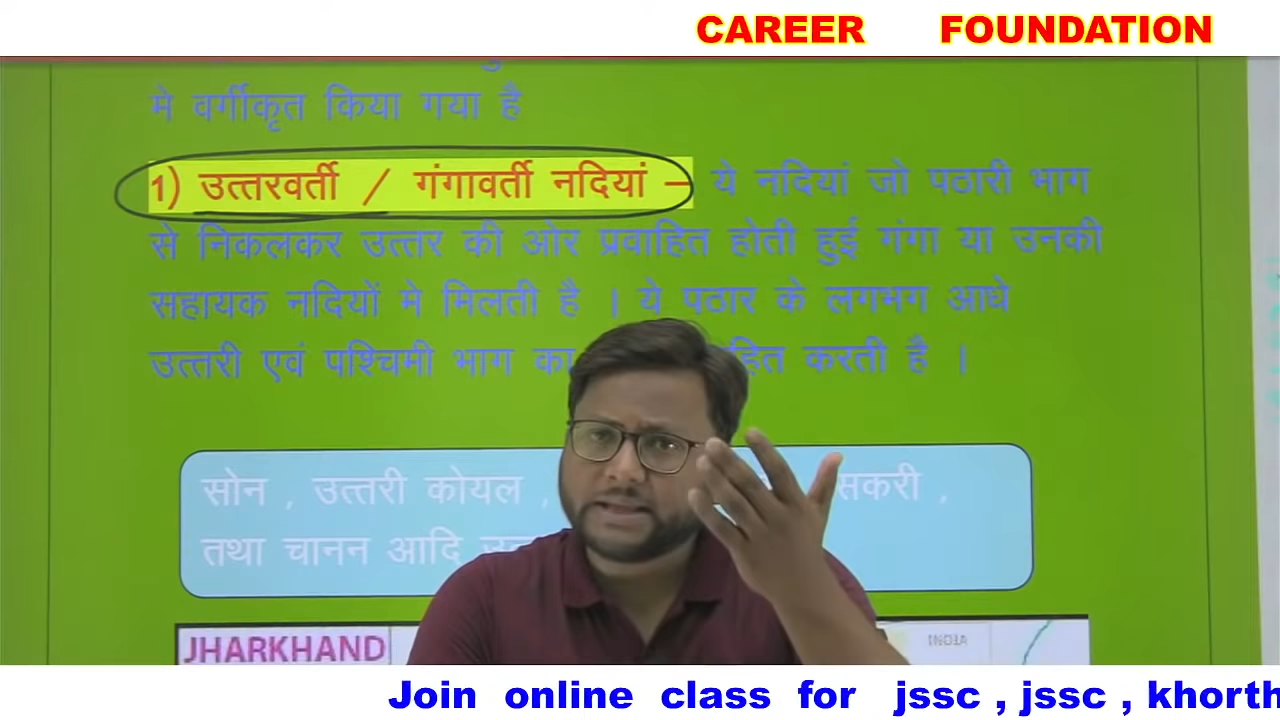 CAREER FOUNDATION
मे वर्गीकृत किया गया है
1) उत्तरवर्ती / गंगावर्ती नदियां – ये नदियां जो पठारी भाग
से निकलकर उत्तर की ओर प्रवाहित होती हुई गंगा या उनकी
सहायक नदियों मे मिलती है । ये पठार के लगभग आधे
उत्तरी एवं पश्चिमी भाग का करती है ।
सोन , उत्तरी कोयल , सकरी ,
तथा चानन आदि
JHARKHAND INDIA
Join online class for jssc , jssc , khorth